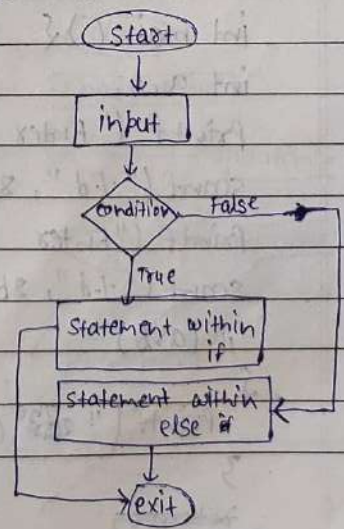 Start
input
condition
False
True
Statement within
if
Statement within
else
exit